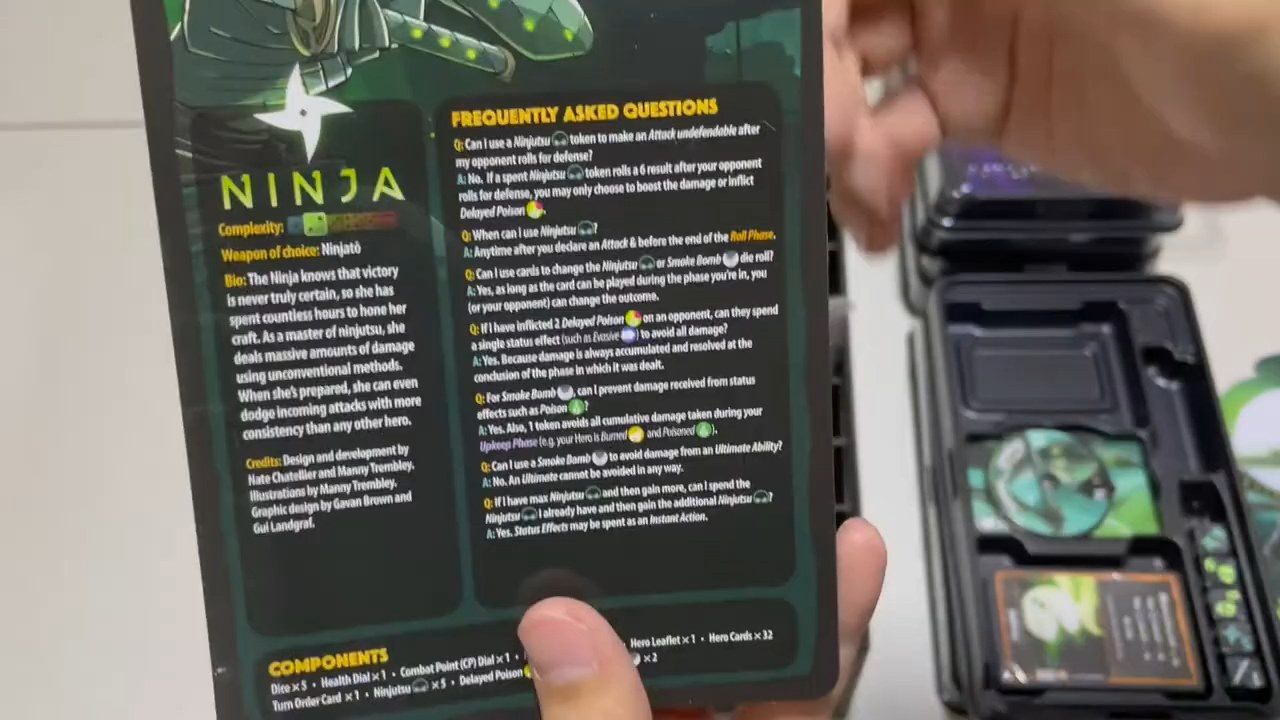 NINJA
Complexity:
Weapon of choice: Ninjatō
Bio: The Ninja knows that victory
is never truly certain, so she has
spent countless hours to hone her
craft. As a master of ninjutsu, she
deals massive amounts of damage
using unconventional methods.
When she's prepared, she can even
dodge incoming attacks with more
consistency than any other hero.
Credits: Design and development by
Nate Chatellier and Manny Trembley.
Illustrations by Manny Trembley.
Graphic design by Gavan Brown and
Gui Landgraf.
FREQUENTLY ASKED QUESTIONS
Q: Can I use a Ninjutsu token to make an Attack undefendable after
my opponent rolls for defense?
A: No. If a spent Ninjutsu token rolls a 6 result after your opponent
rolls for defense, you may only choose to boost the damage or inflict
Delayed Poison.
Q: When can I use Ninjutsu?
A: Anytime after you declare an Attack & before the end of the Roll Phase.
Q: Can I use cards to change the Ninjutsu or Smoke Bomb die roll?
A: Yes, as long as the card can be played during the phase you're in, you
(or your opponent) can change the outcome.
Q: If I have inflicted 2 Delayed Poison on an opponent, can they spend
a single status effect (such as Evasive) to avoid all damage?
A: Yes. Because damage is always accumulated and resolved at the
conclusion of the phase in which it was dealt.
Q: For Smoke Bomb, can I prevent damage received from status
effects such as Poison?
A: Yes. Also, 1 token avoids all cumulative damage taken during your
Upkeep Phase (e.g. your Hero is Burned and Poisoned).
Q: Can I use a Smoke Bomb to avoid damage from an Ultimate Ability?
A: No. An Ultimate cannot be avoided in any way.
Q: If I have max Ninjutsu and then gain more, can I spend the
Ninjutsu I already have and then gain the additional Ninjutsu?
A: Yes. Status Effects may be spent as an Instant Action.
COMPONENTS
Dice × 5 • Health Dial × 1 • Combat Point (CP) Dial × 1 • Hero Leaflet × 1 • Hero Cards × 32
Turn Order Card × 1 • Ninjutsu × 5 • Delayed Poison × 2